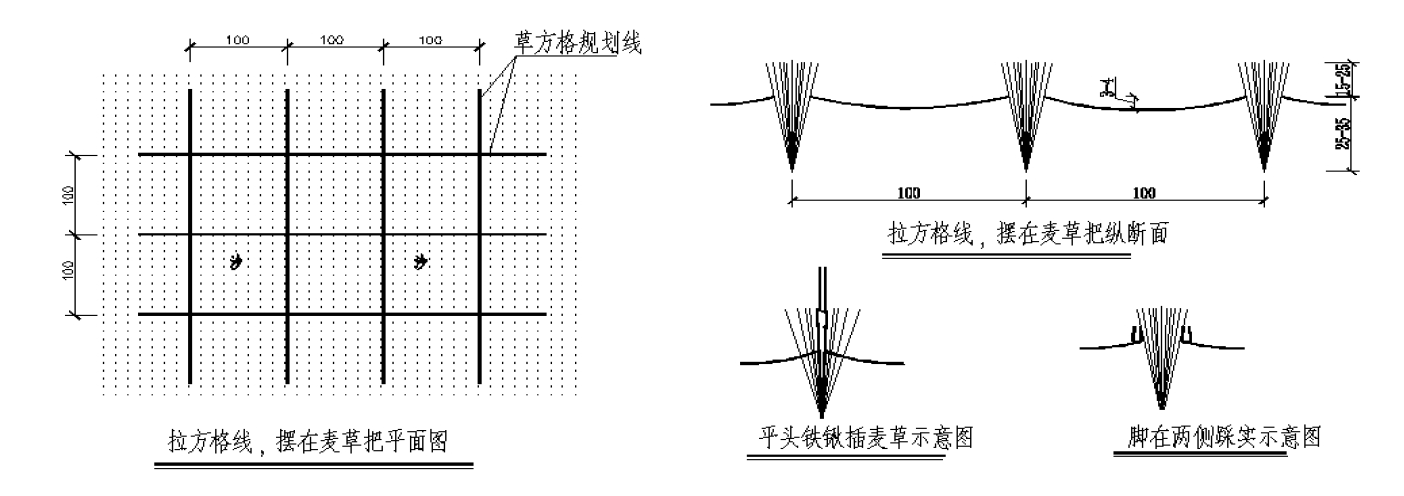 100 100 100
草方格规划线
100
100
沙 沙
拉方格线，摆在麦草把平面图
3-4
15-25
25-35
100 100
拉方格线，摆在麦草把纵断面
平头铁锹插麦草示意图
脚在两侧踩实示意图